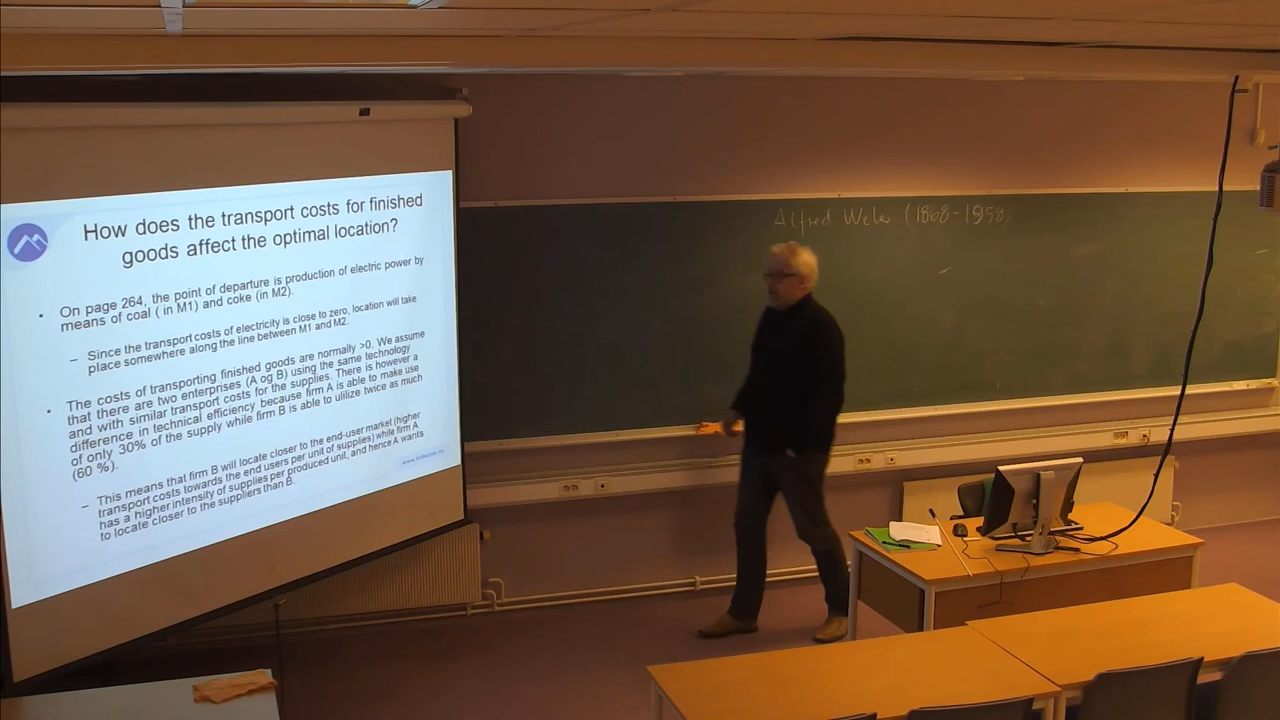 How does the transport costs for finished
goods affect the optimal location?
• On page 264, the point of departure is production of electric power by
means of coal ( in M1) and coke (in M2).
– Since the transport costs of electricity is close to zero, location will take
place somewhere along the line between M1 and M2.
• The costs of transporting finished goods are normally >0. We assume
that there are two enterprises (A og B) using the same technology
and with similar transport costs for the supplies. There is however a
difference in technical efficiency because firm A is able to make use
of only 30% of the supply while firm B is able to ulilize twice as much
(60 %).
– This means that firm B will locate closer to the end-user market (higher
transport costs towards the end users per unit of supplies) while firm A
has a higher intensity of supplies per produced unit, and hence A wants
to locate closer to the suppliers than B.
Alfred Weber (1868-1958)